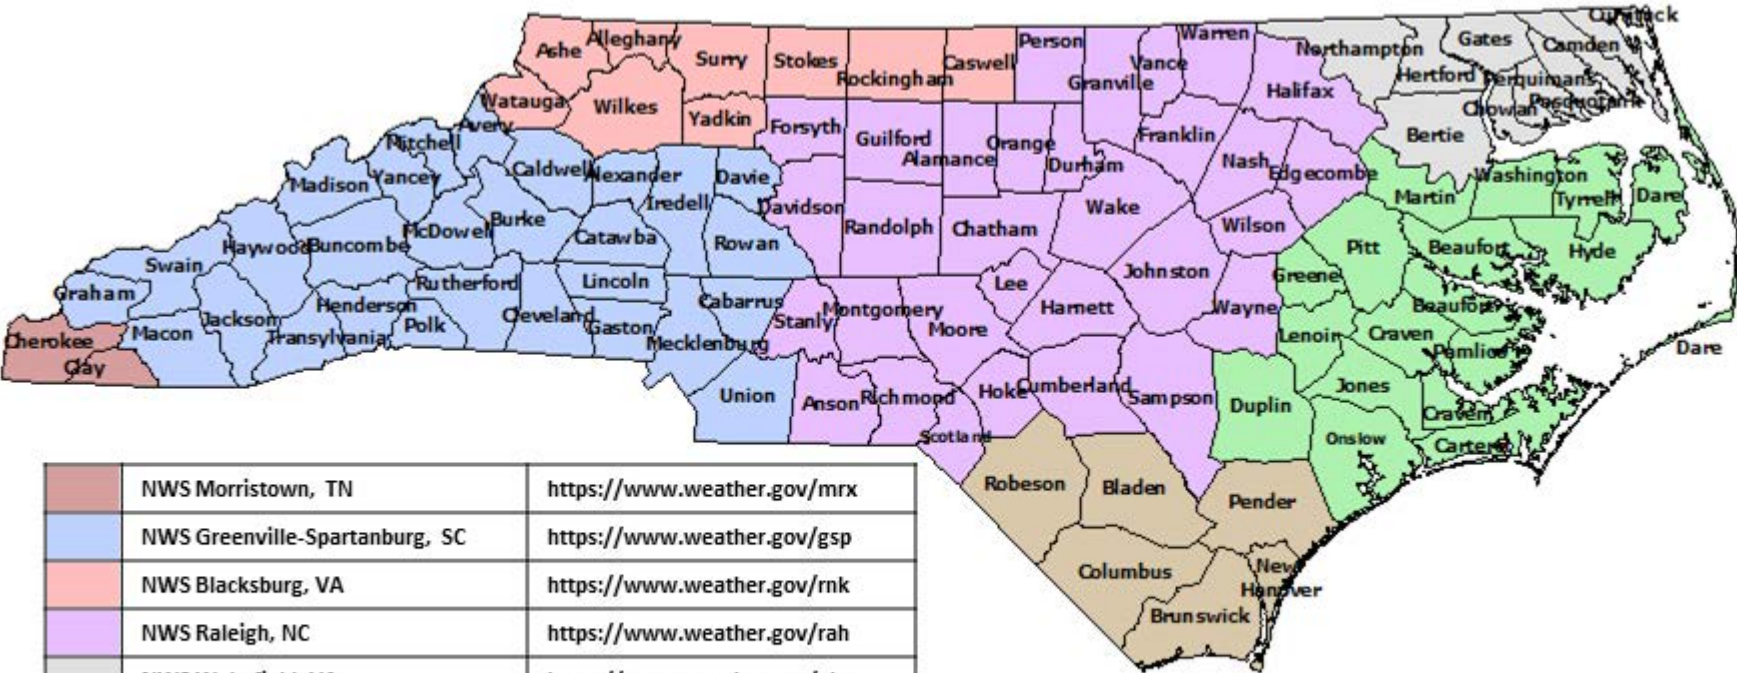 Currituck
Ashe
Alleghany
Surry
Stokes
Rockingham
Caswell
Person
Granville
Vance
Warren
Northampton
Gates
Camden
Hertford
Perquimans
Pasquotank
Chowan
Halifax
Bertie
Watauga
Wilkes
Yadkin
Forsyth
Guilford
Alamance
Orange
Durham
Franklin
Nash
Edgecombe
Avery
Mitchell
Caldwell
Alexander
Davie
Iredell
Madison
Yancey
Davidson
Randolph
Chatham
Wake
Wilson
Martin
Washington
Tyrrell
Dare
Haywood
Buncombe
McDowell
Burke
Catawba
Rowan
Johnston
Pitt
Beaufort
Hyde
Swain
Graham
Rutherford
Lincoln
Lee
Harnett
Wayne
Greene
Beaufort
Cherokee
Macon
Jackson
Henderson
Transylvania
Polk
Cleveland
Gaston
Cabarrus
Mecklenburg
Stanly
Montgomery
Moore
Lenoir
Craven
Pamlico
Dare
Clay
Union
Anson
Richmond
Hoke
Cumberland
Sampson
Duplin
Jones
Craven
Scotland
Onslow
Carteret
Robeson
Bladen
Pender
Columbus
New
Hanover
Brunswick
NWS Morristown, TN https://www.weather.gov/mrx
NWS Greenville-Spartanburg, SC https://www.weather.gov/gsp
NWS Blacksburg, VA https://www.weather.gov/rnk
NWS Raleigh, NC https://www.weather.gov/rah